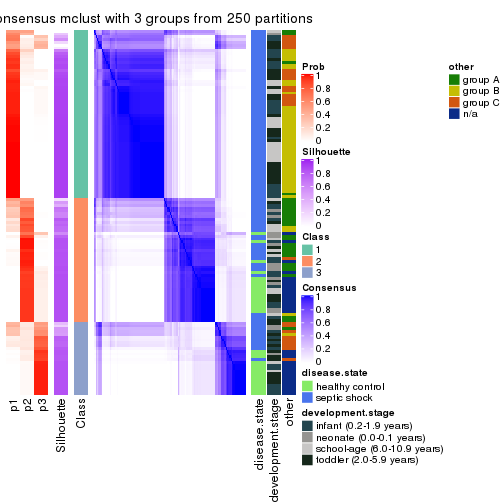 onsensus mclust with 3 groups from 250 partitions
Prob
1
0.8
0.6
0.4
0.2
0
Silhouette
1
0.8
0.6
0.4
0.2
0
Class
1
2
3
Consensus
1
0.8
0.6
0.4
0.2
0
disease.state
healthy control
septic shock
development.stage
infant (0.2-1.9 years)
neonate (0.0-0.1 years)
school-age (6.0-10.9 years)
toddler (2.0-5.9 years)
other
group A
group B
group C
n/a
p1
p2
p3
Silhouette
Class
disease.state
development.stage
other